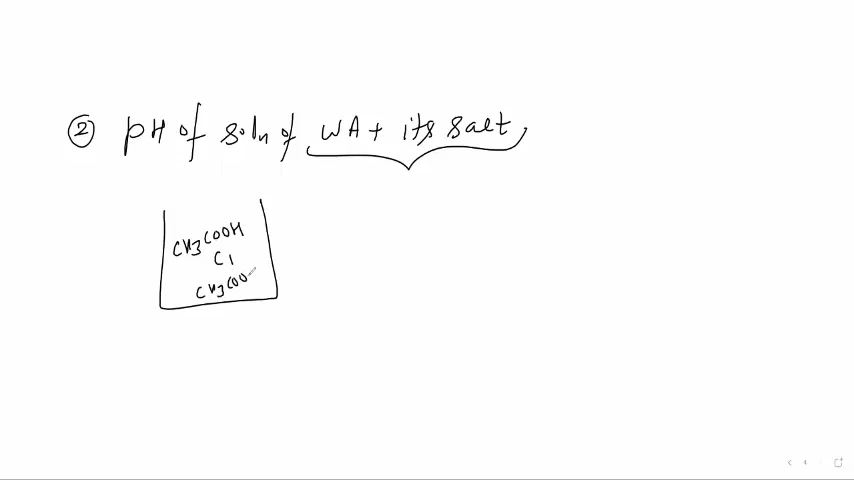 ② pH of soln of WA + its salt
CH3COOH
C1
CH3COO